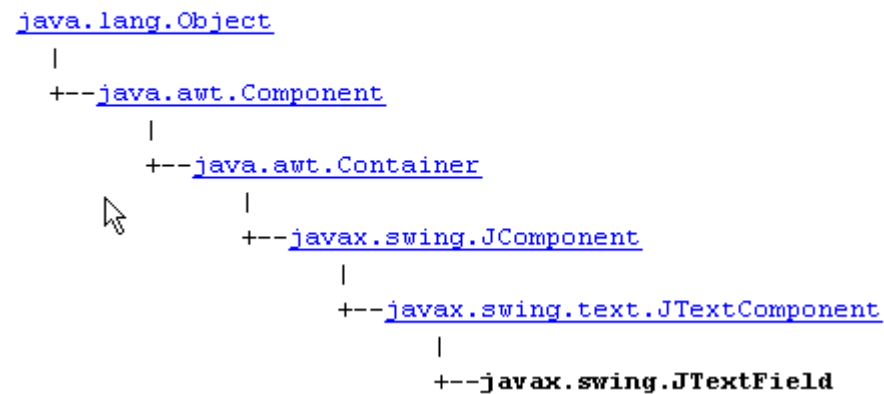 java.lang.Object
|
+--java.awt.Component
|
+--java.awt.Container
|
+--javax.swing.JComponent
|
+--javax.swing.text.JTextComponent
|
+--javax.swing.JTextField